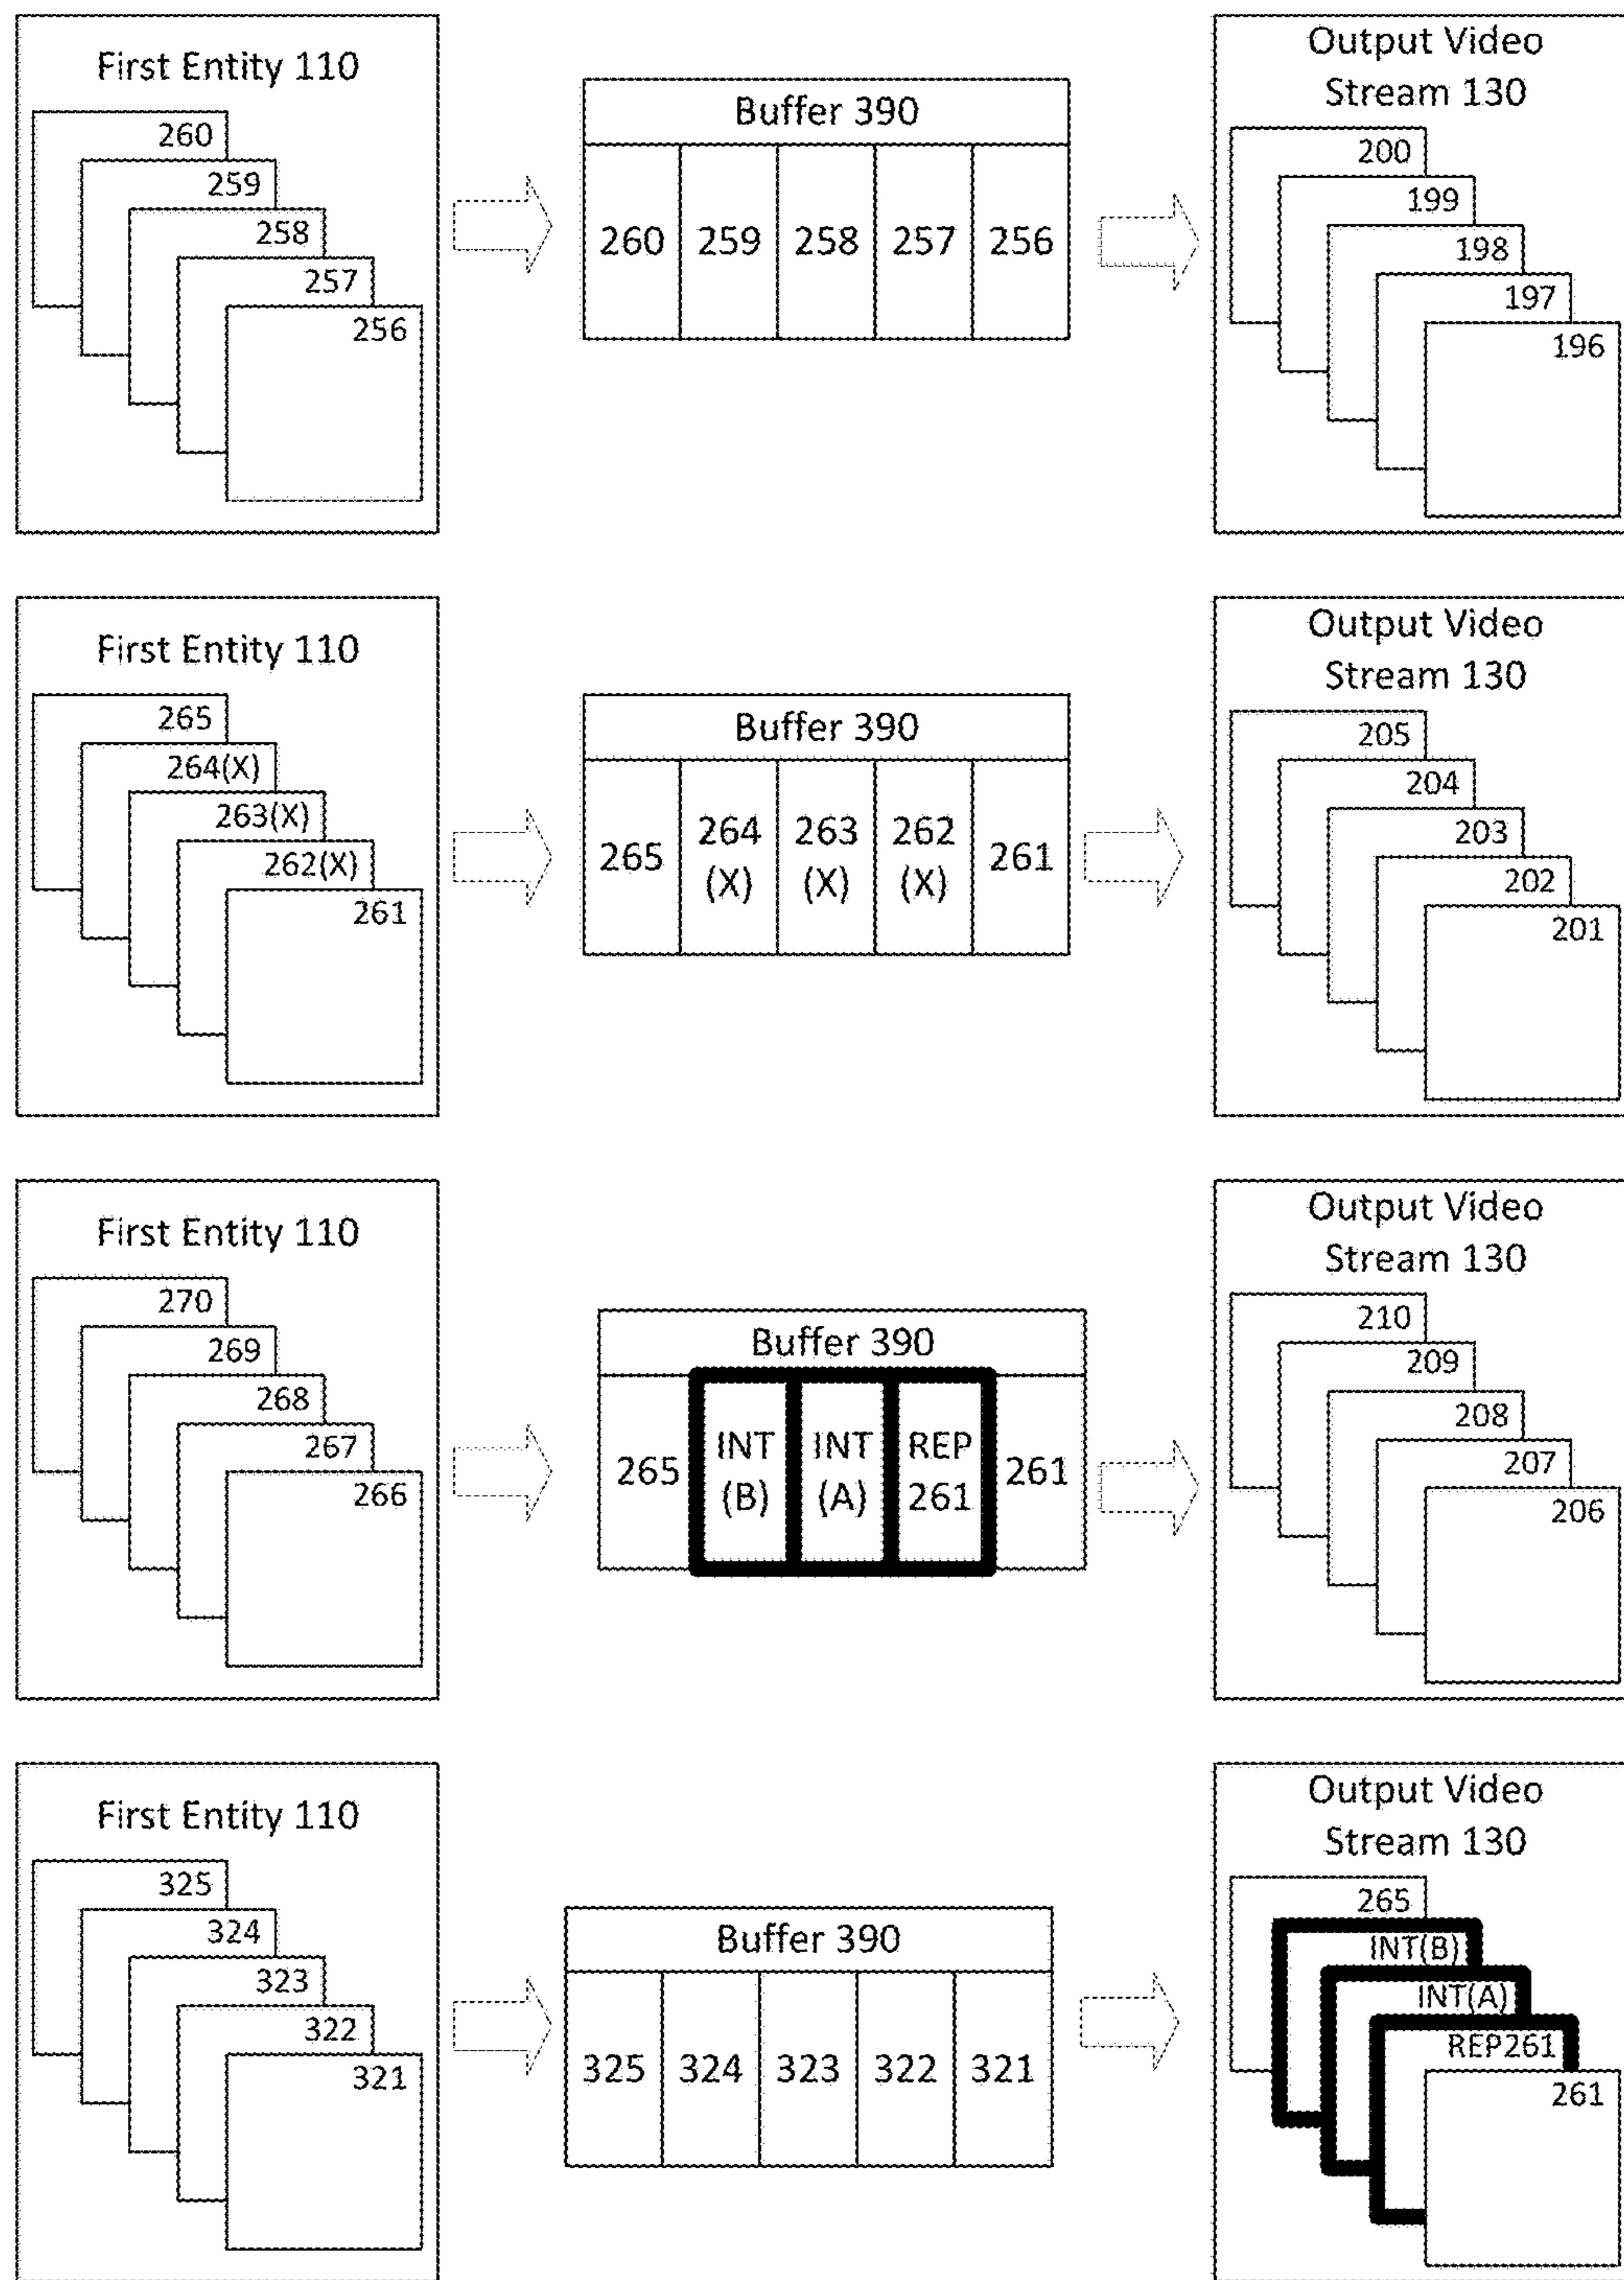 First Entity 110
260
259
258
257
256
Buffer 390
260 259 258 257 256
Output Video
Stream 130
200
199
198
197
196
First Entity 110
265
264(X)
263(X)
262(X)
261
Buffer 390
265 264 263 262 261
(X) (X) (X)
Output Video
Stream 130
205
204
203
202
201
First Entity 110
270
269
268
267
266
Buffer 390
265 INT INT REP 261
(B) (A) 261
Output Video
Stream 130
210
209
208
207
206
First Entity 110
325
324
323
322
321
Buffer 390
325 324 323 322 321
Output Video
Stream 130
265
INT(B)
INT(A)
REP261
261